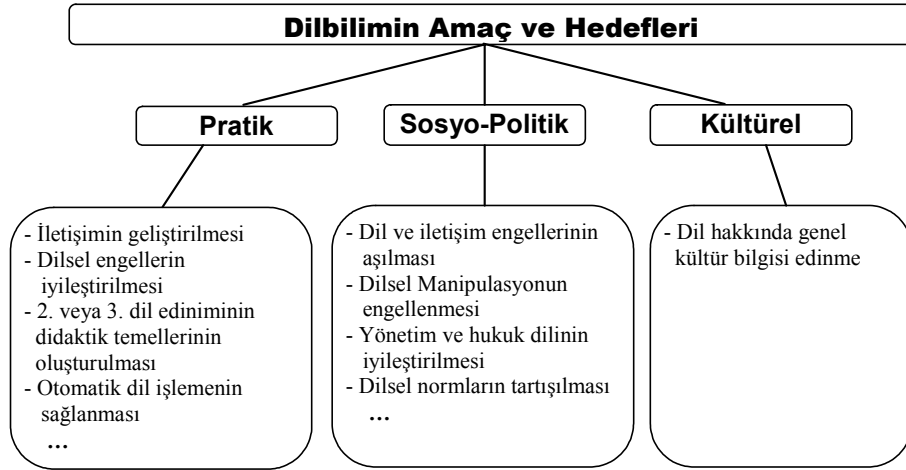 Dilbilimin Amaç ve Hedefleri
Pratik
- İletişimin geliştirilmesi
- Dilsel engellerin
iyileştirilmesi
- 2. veya 3. dil ediniminin
didaktik temellerinin
oluşturulması
- Otomatik dil işlemenin
sağlanması
...
Sosyo-Politik
- Dil ve iletişim engellerinin
aşılması
- Dilsel Manipulasyonun
engellenmesi
- Yönetim ve hukuk dilinin
iyileştirilmesi
- Dilsel normların tartışılması
...
Kültürel
- Dil hakkında genel
kültür bilgisi edinme